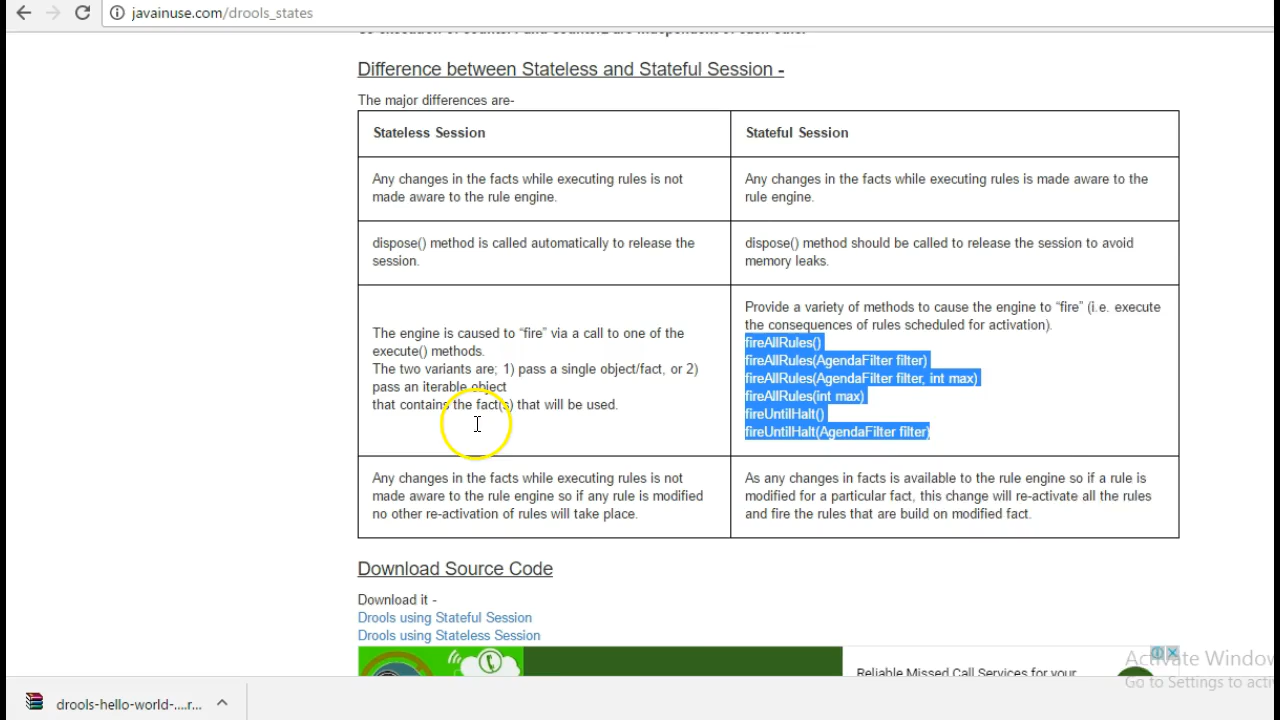 javainuse.com/drools_states
So execution of counter1 and counter2 are independent of each other.
Difference between Stateless and Stateful Session -
The major differences are-
Stateless Session
Stateful Session
Any changes in the facts while executing rules is not
made aware to the rule engine.
Any changes in the facts while executing rules is made aware to the
rule engine.
dispose() method is called automatically to release the
session.
dispose() method should be called to release the session to avoid
memory leaks.
The engine is caused to “fire” via a call to one of the
execute() methods.
The two variants are; 1) pass a single object/fact, or 2)
pass an iterable object
that contains the fact(s) that will be used.
Provide a variety of methods to cause the engine to “fire” (i.e. execute
the consequences of rules scheduled for activation).
fireAllRules()
fireAllRules(AgendaFilter filter)
fireAllRules(AgendaFilter filter, int max)
fireAllRules(int max)
fireUntilHalt()
fireUntilHalt(AgendaFilter filter)
Any changes in the facts while executing rules is not
made aware to the rule engine so if any rule is modified
no other re-activation of rules will take place.
As any changes in facts is available to the rule engine so if a rule is
modified for a particular fact, this change will re-activate all the rules
and fire the rules that are build on modified fact.
Download Source Code
Download it -
Drools using Stateful Session
Drools using Stateless Session
Reliable Missed Call Services for your
Activate Window
Go to Settings to acti
drools-hello-world-....r...